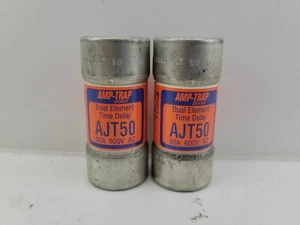 AMP-TRAP
Dual Element
Time Delay
AJT50
50A. 600V. AC
AMP-TRAP
Dual Element
Time Delay
AJT50
50A. 600V. AC